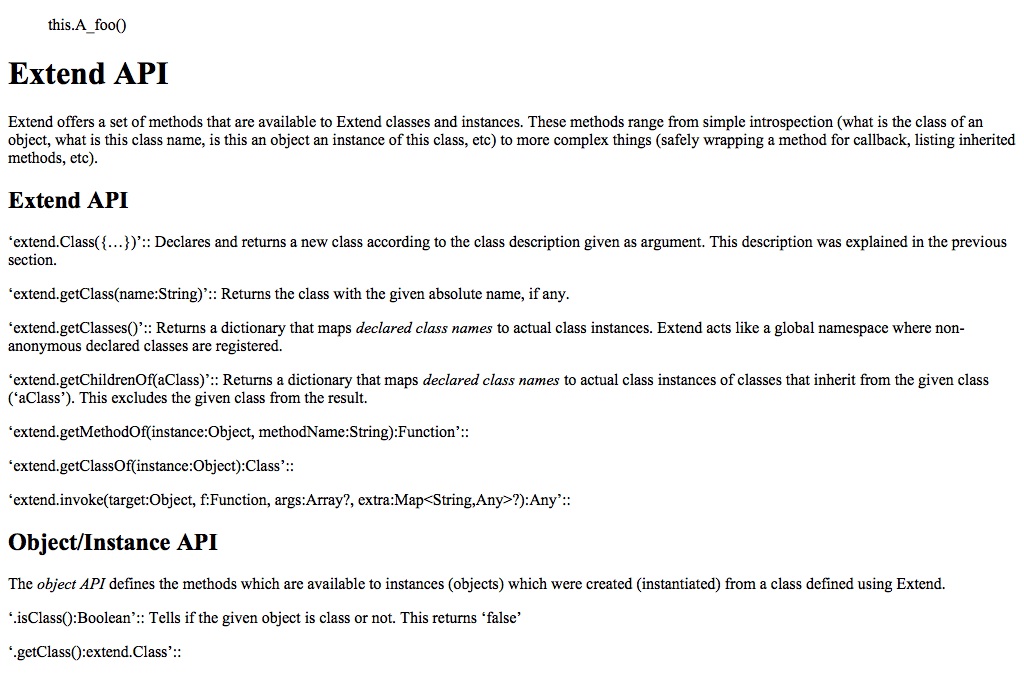 this.A_foo()
Extend API
Extend offers a set of methods that are available to Extend classes and instances. These methods range from simple introspection (what is the class of an
object, what is this class name, is this an object an instance of this class, etc) to more complex things (safely wrapping a method for callback, listing inherited
methods, etc).
Extend API
‘extend.Class({…})’:: Declares and returns a new class according to the class description given as argument. This description was explained in the previous
section.
‘extend.getClass(name:String)’:: Returns the class with the given absolute name, if any.
‘extend.getClasses()’:: Returns a dictionary that maps declared class names to actual class instances. Extend acts like a global namespace where non-
anonymous declared classes are registered.
‘extend.getChildrenOf(aClass)’:: Returns a dictionary that maps declared class names to actual class instances of classes that inherit from the given class
(‘aClass’). This excludes the given class from the result.
‘extend.getMethodOf(instance:Object, methodName:String):Function’::
‘extend.getClassOf(instance:Object):Class’::
‘extend.invoke(target:Object, f:Function, args:Array?, extra:Map<String,Any>?):Any’::
Object/Instance API
The object API defines the methods which are available to instances (objects) which were created (instantiated) from a class defined using Extend.
‘.isClass():Boolean’:: Tells if the given object is class or not. This returns ‘false’
‘.getClass():extend.Class’::